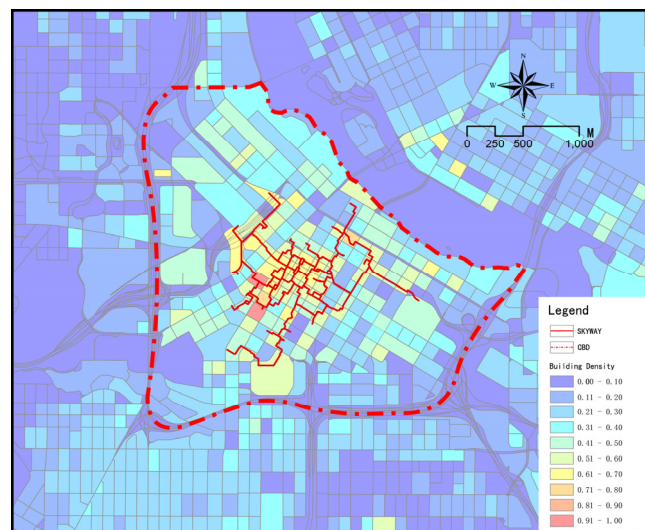 N
W E
S
M
0 250 500 1,000
Legend
SKYWAY
CBD
Building Density
0.00 - 0.10
0.11 - 0.20
0.21 - 0.30
0.31 - 0.40
0.41 - 0.50
0.51 - 0.60
0.61 - 0.70
0.71 - 0.80
0.81 - 0.90
0.91 - 1.00